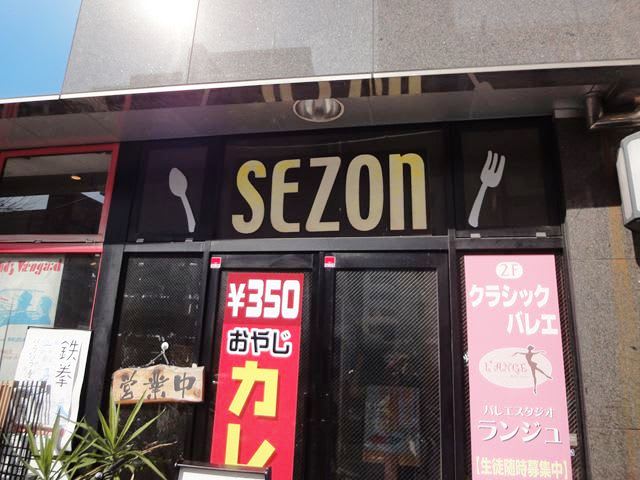 SEZON
¥350
おやじ
カレ
2F
クラシック
バレエ
L'ANGE
バレエスタジオ
ランジュ
【生徒随時募集中】
営業中
鉄拳